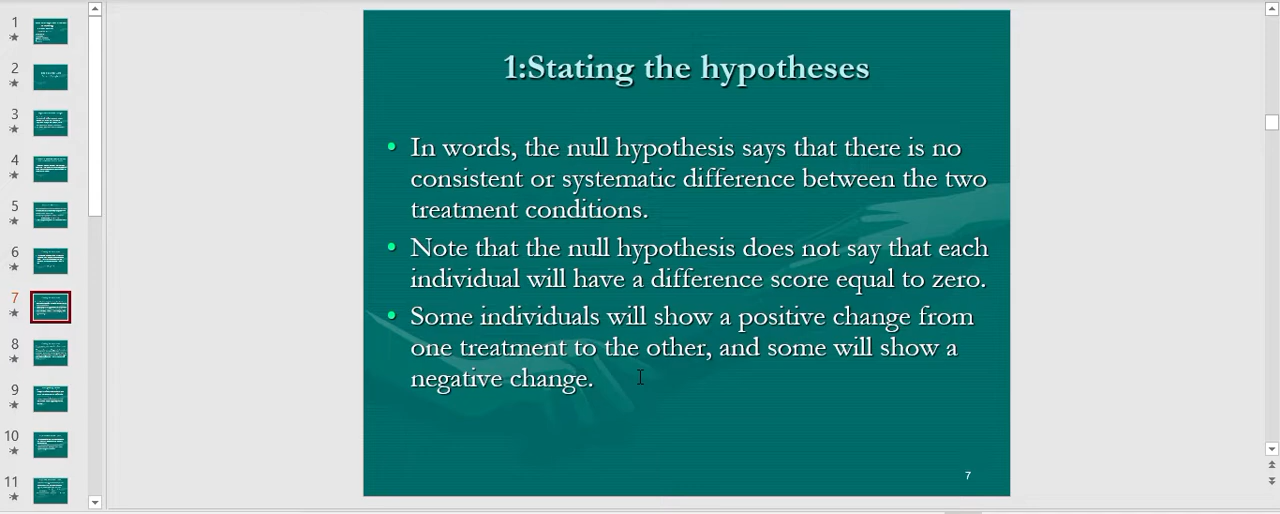 1
2
3
4
5
6
7
8
9
10
11
1:Stating the hypotheses
• In words, the null hypothesis says that there is no
consistent or systematic difference between the two
treatment conditions.
• Note that the null hypothesis does not say that each
individual will have a difference score equal to zero.
• Some individuals will show a positive change from
one treatment to the other, and some will show a
negative change.
7